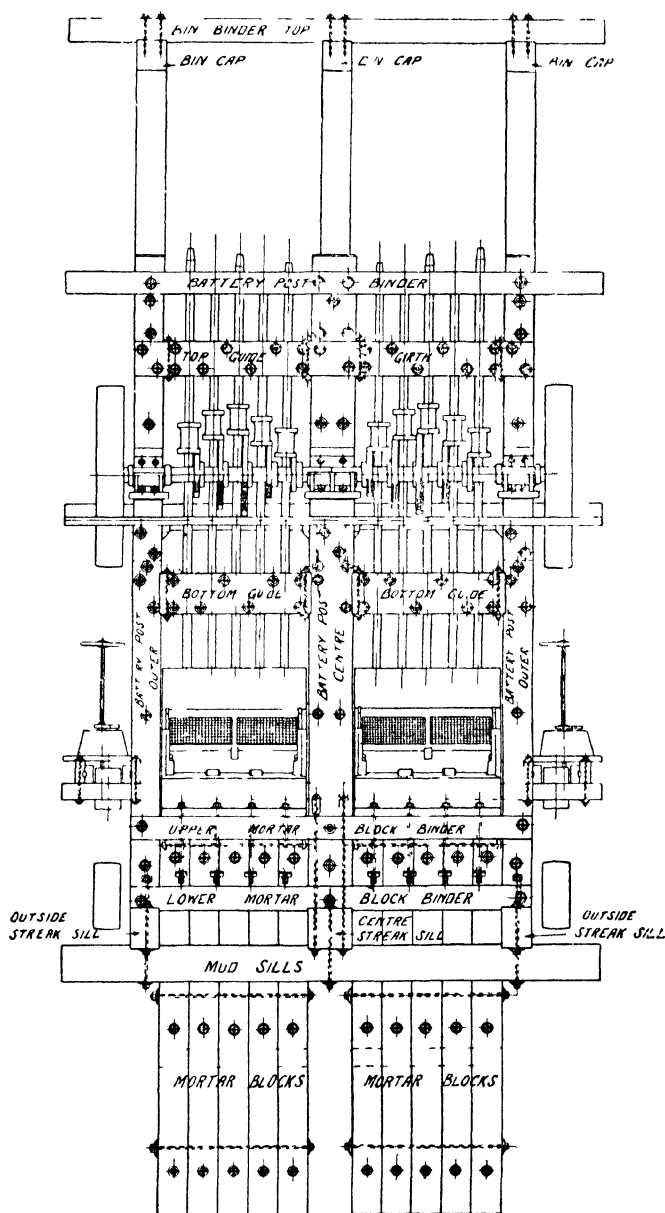 BIN BINDER TOP
BIN CAP
BIN CAP
BIN CAP
BATTERY POST BINDER
TOP GUIDE GIRTH
BOTTOM GUIDE
BOTTOM GUIDE
BATTERY POST
OUTER
BATTERY POST
CENTRE
BATTERY POST
OUTER
UPPER MORTAR BLOCK BINDER
LOWER MORTAR BLOCK BINDER
OUTSIDE
STREAK SILL
CENTRE
STREAK SILL
OUTSIDE
STREAK SILL
MUD SILLS
MORTAR BLOCKS
MORTAR BLOCKS